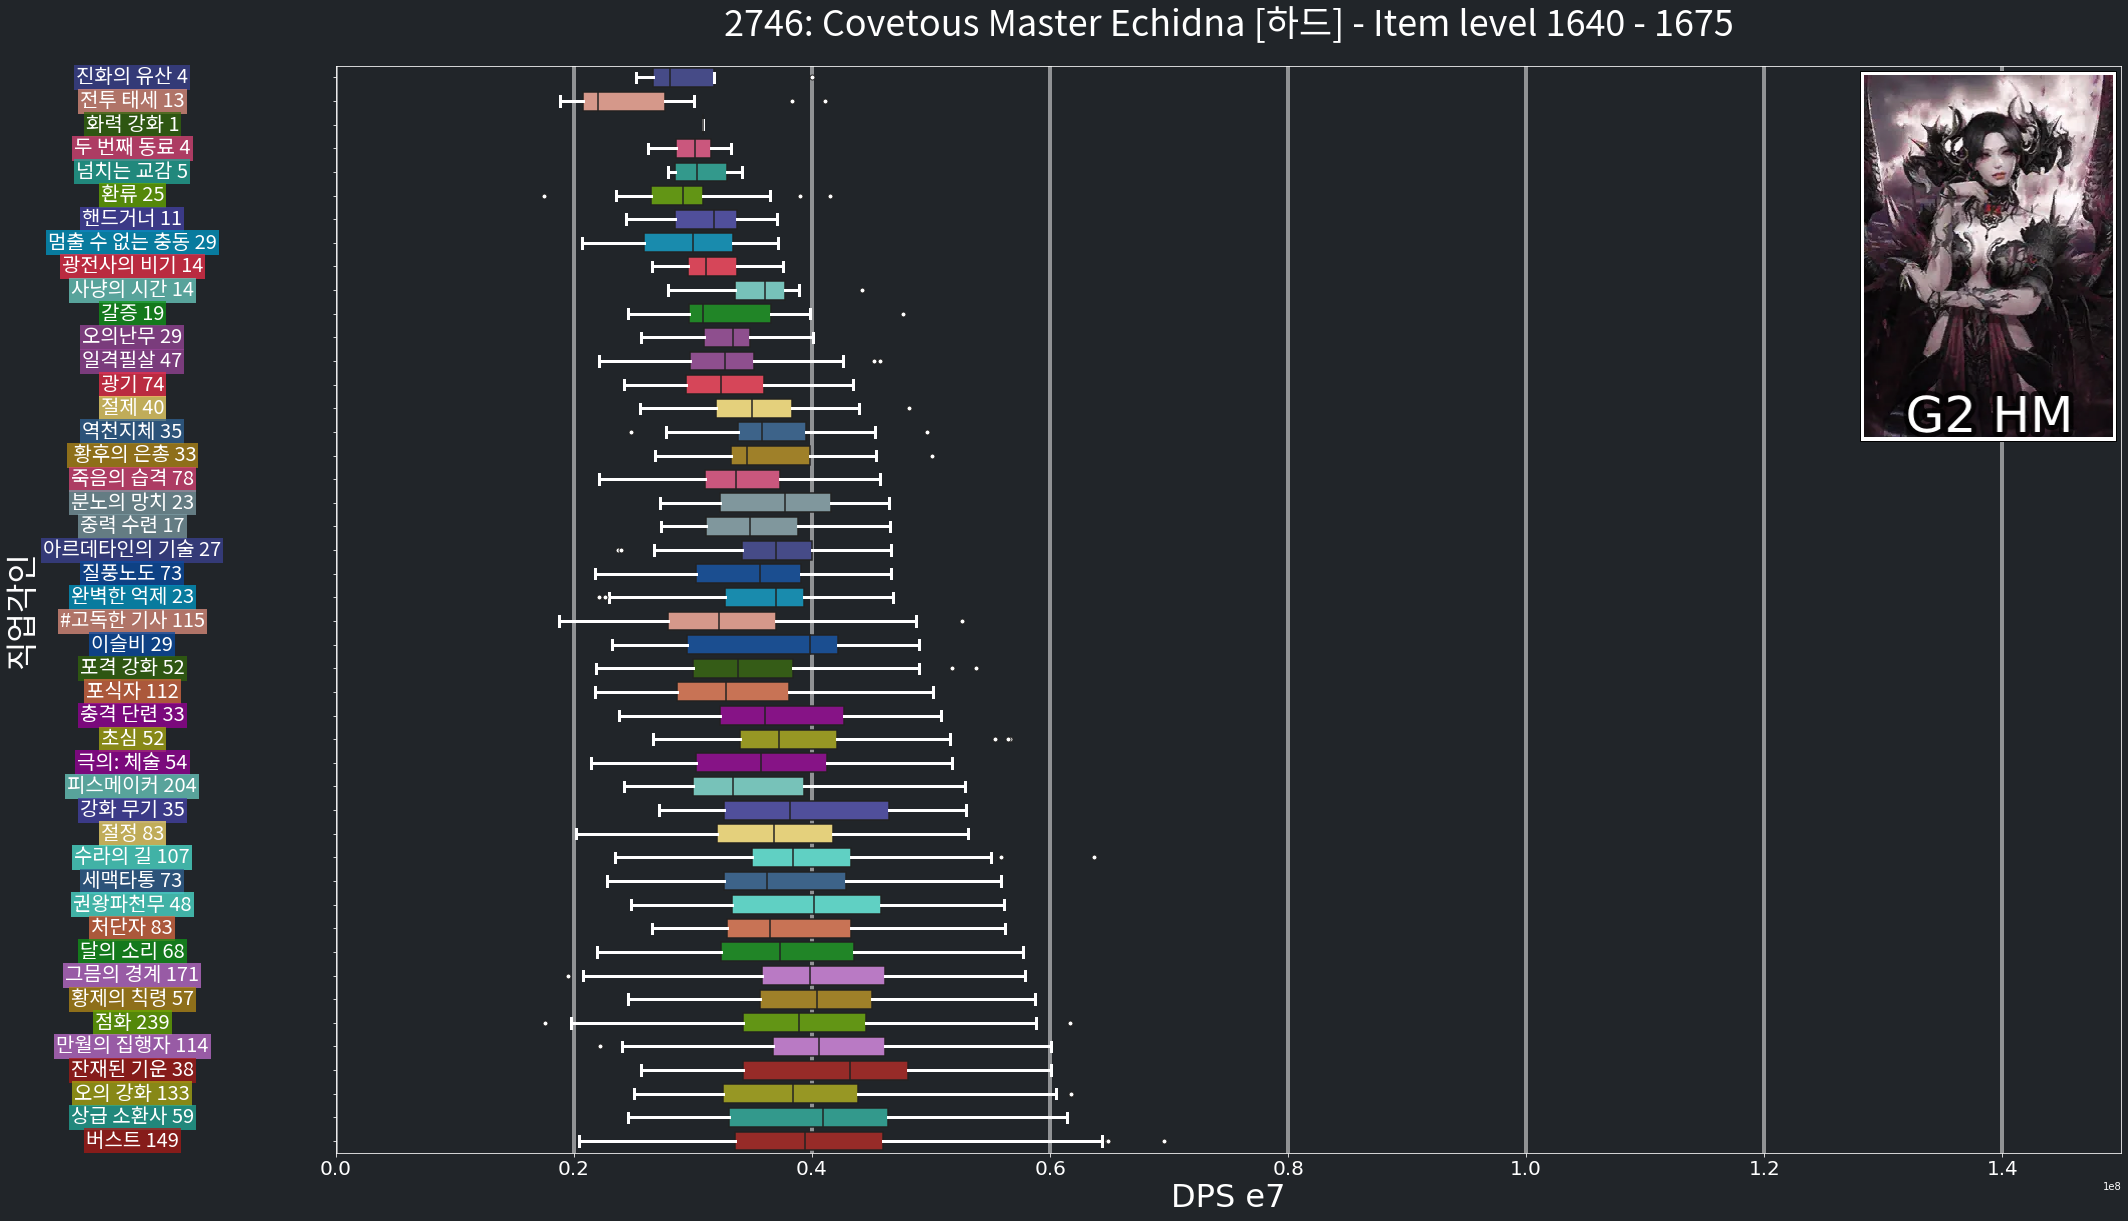 2746: Covetous Master Echidna [하드] - Item level 1640 - 1675
직업각인
진화의 유산 4
전투 태세 13
화력 강화 1
두 번째 동료 4
넘치는 교감 5
환류 25
핸드거너 11
멈출 수 없는 충동 29
광전사의 비기 14
사냥의 시간 14
갈증 19
오의난무 29
일격필살 47
광기 74
절제 40
역천지체 35
황후의 은총 33
죽음의 습격 78
분노의 망치 23
중력 수련 17
아르데타인의 기술 27
질풍노도 73
완벽한 억제 23
#고독한 기사 115
이슬비 29
포격 강화 52
포식자 112
충격 단련 33
초심 52
극의: 체술 54
피스메이커 204
강화 무기 35
절정 83
수라의 길 107
세맥타통 73
권왕파천무 48
처단자 83
달의 소리 68
그믐의 경계 171
황제의 칙령 57
점화 239
만월의 집행자 114
잔재된 기운 38
오의 강화 133
상급 소환사 59
버스트 149
G2 HM
0.0 0.2 0.4 0.6 0.8 1.0 1.2 1.4
1e8
DPS e7